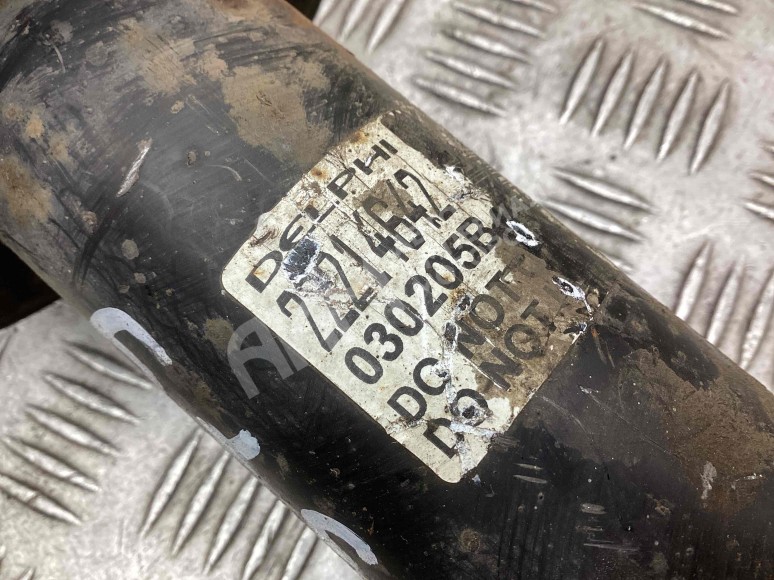 DELPHI
22214642
030205B
DO NOT
DO NOT